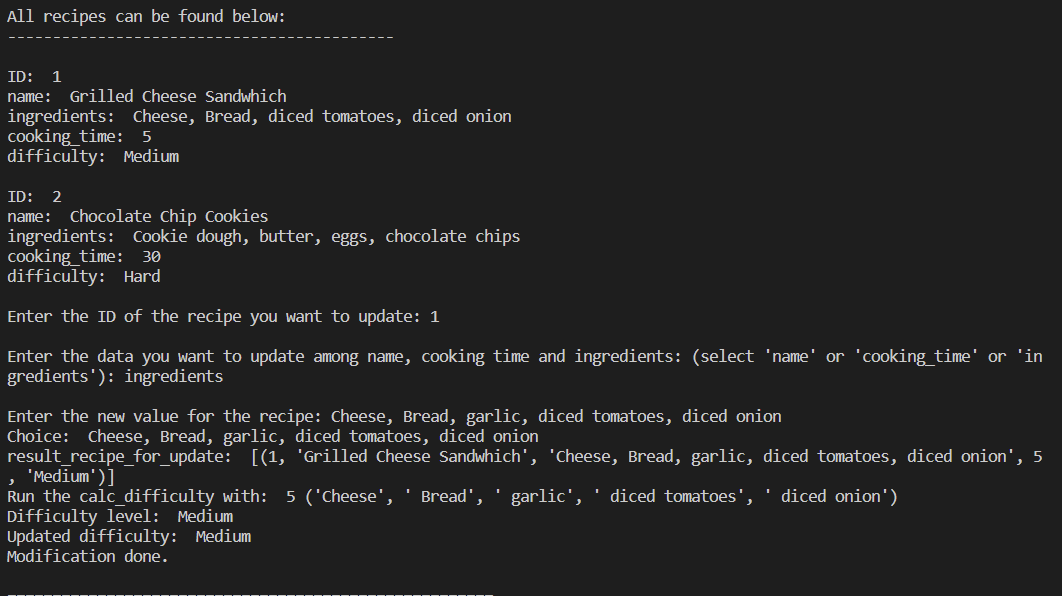 All recipes can be found below:
-------------------------------------------
ID:  1
name:  Grilled Cheese Sandwhich
ingredients:  Cheese, Bread, diced tomatoes, diced onion
cooking_time:  5
difficulty:  Medium
ID:  2
name:  Chocolate Chip Cookies
ingredients:  Cookie dough, butter, eggs, chocolate chips
cooking_time:  30
difficulty:  Hard
Enter the ID of the recipe you want to update: 1
Enter the data you want to update among name, cooking time and ingredients: (select 'name' or 'cooking_time' or 'in
gredients'): ingredients
Enter the new value for the recipe: Cheese, Bread, garlic, diced tomatoes, diced onion
Choice:  Cheese, Bread, garlic, diced tomatoes, diced onion
result_recipe_for_update:  [(1, 'Grilled Cheese Sandwhich', 'Cheese, Bread, garlic, diced tomatoes, diced onion', 5
, 'Medium')]
Run the calc_difficulty with:  5 ('Cheese', ' Bread', ' garlic', ' diced tomatoes', ' diced onion')
Difficulty level:  Medium
Updated difficulty:  Medium
Modification done.
------------------------------------------------------